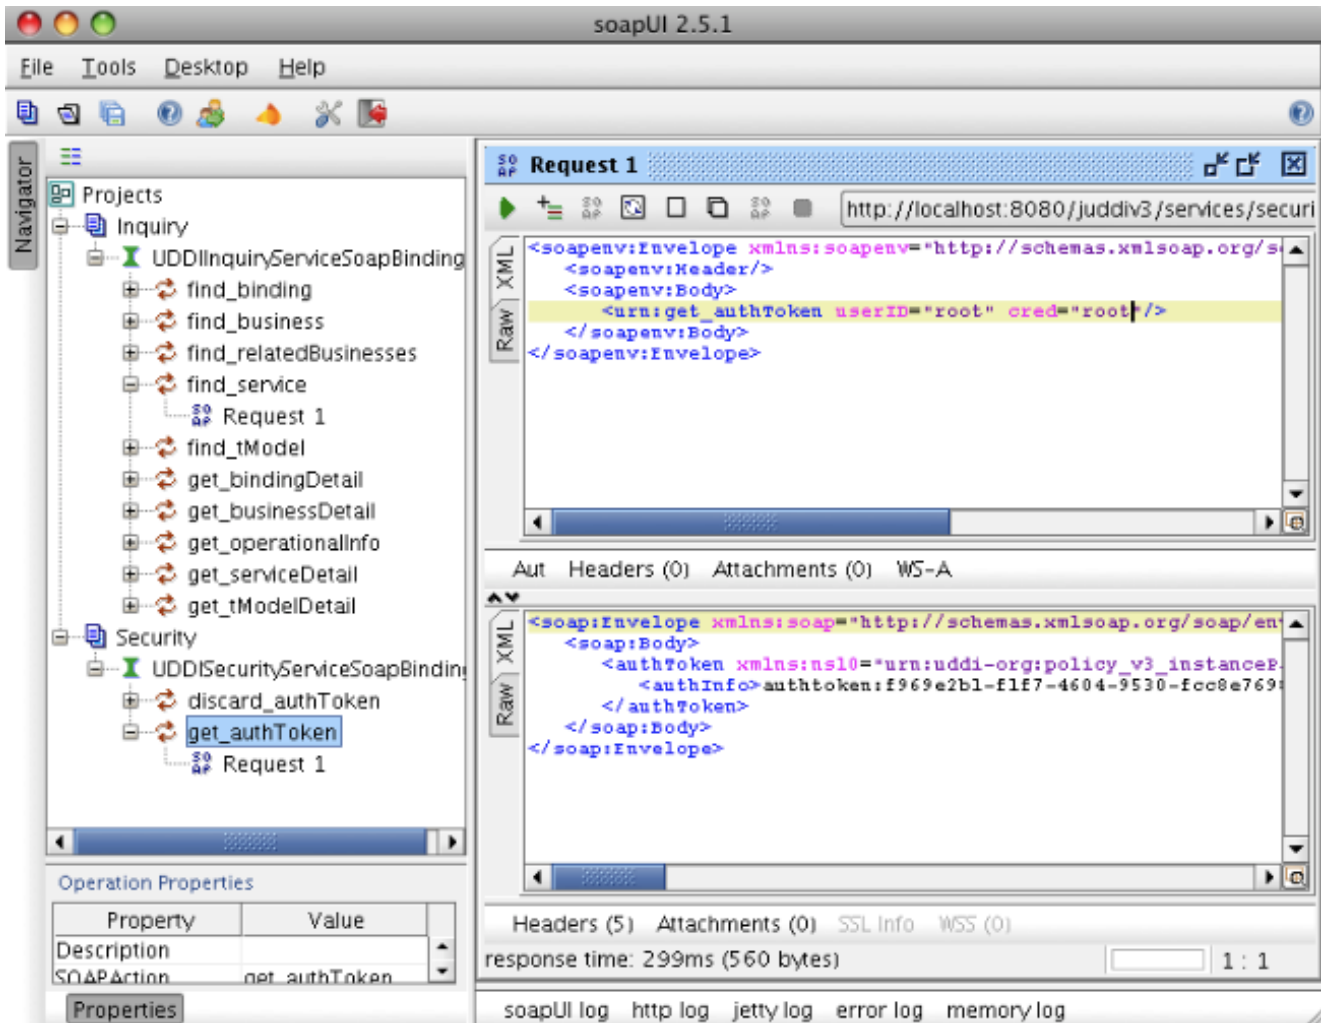 soapUI 2.5.1
File Tools Desktop Help
Navigator
Projects
Inquiry
UDDIInquiryServiceSoapBinding
find_binding
find_business
find_relatedBusinesses
find_service
Request 1
find_tModel
get_bindingDetail
get_businessDetail
get_operationalInfo
get_serviceDetail
get_tModelDetail
Security
UDDISecurityServiceSoapBinding
discard_authToken
get_authToken
Request 1
Operation Properties
Property Value
Description
SOAPAction get_authToken
Properties
Request 1
http://localhost:8080/juddiv3/services/securi
XML
Raw
<soapenv:Envelope xmlns:soapenv="http://schemas.xmlsoap.org/s
<soapenv:Header/>
<soapenv:Body>
<urn:get_authToken userID="root" cred="root"/>
</soapenv:Body>
</soapenv:Envelope>
Aut Headers (0) Attachments (0) WS-A
XML
Raw
<soap:Envelope xmlns:soap="http://schemas.xmlsoap.org/soap/en
<soap:Body>
<authToken xmlns:ns10="urn:uddi-org:policy_v3_instanceP
<authInfo>authtoken:f969e2b1-f1f7-4604-9530-fcc8e769
</authToken>
</soap:Body>
</soap:Envelope>
Headers (5) Attachments (0) SSL Info WSS (0)
response time: 299ms (560 bytes)
1 : 1
soapUI log http log jetty log error log memory log